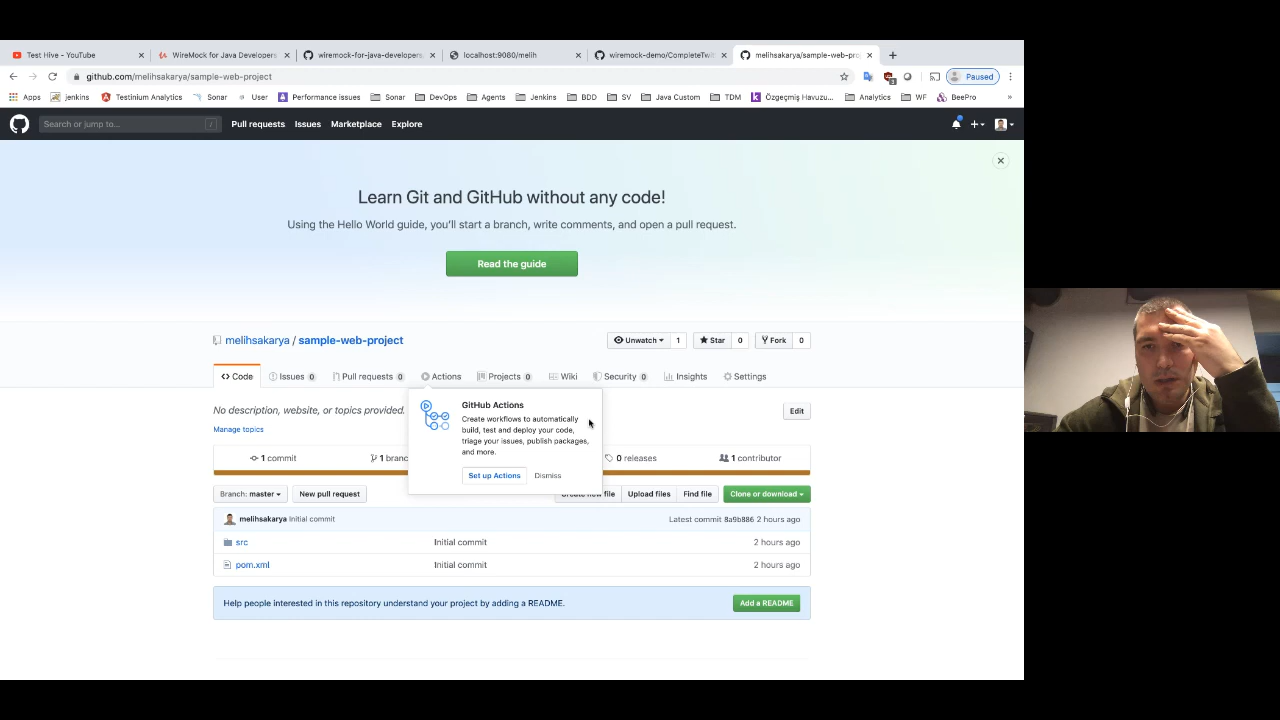 Test Hive - YouTube
WireMock for Java Developers
wiremock-for-java-developers
localhost:9080/melih
wiremock-demo/CompleteTwi
melihsakarya/sample-web-pro
github.com/melihsakarya/sample-web-project
Paused
Apps
jenkins
Testinium Analytics
Sonar
User
Performance issues
Sonar
DevOps
Agents
Jenkins
BDD
SV
Java Custom
TDM
Özgeçmiş Havuzu...
Analytics
WF
BeePro
»
Search or jump to...
/
Pull requests
Issues
Marketplace
Explore
Learn Git and GitHub without any code!
Using the Hello World guide, you'll start a branch, write comments, and open a pull request.
Read the guide
melihsakarya / sample-web-project
Unwatch
1
Star
0
Fork
0
Code
Issues 0
Pull requests 0
Actions
Projects 0
Wiki
Security 0
Insights
Settings
No description, website, or topics provided.
Edit
Manage topics
GitHub Actions
Create workflows to automatically
build, test and deploy your code,
triage your issues, publish packages,
and more.
Set up Actions
Dismiss
1 commit
1 branc
0 releases
1 contributor
Branch: master
New pull request
Create new file
Upload files
Find file
Clone or download
melihsakarya Initial commit
Latest commit 8a9b886 2 hours ago
src
Initial commit
2 hours ago
pom.xml
Initial commit
2 hours ago
Help people interested in this repository understand your project by adding a README.
Add a README